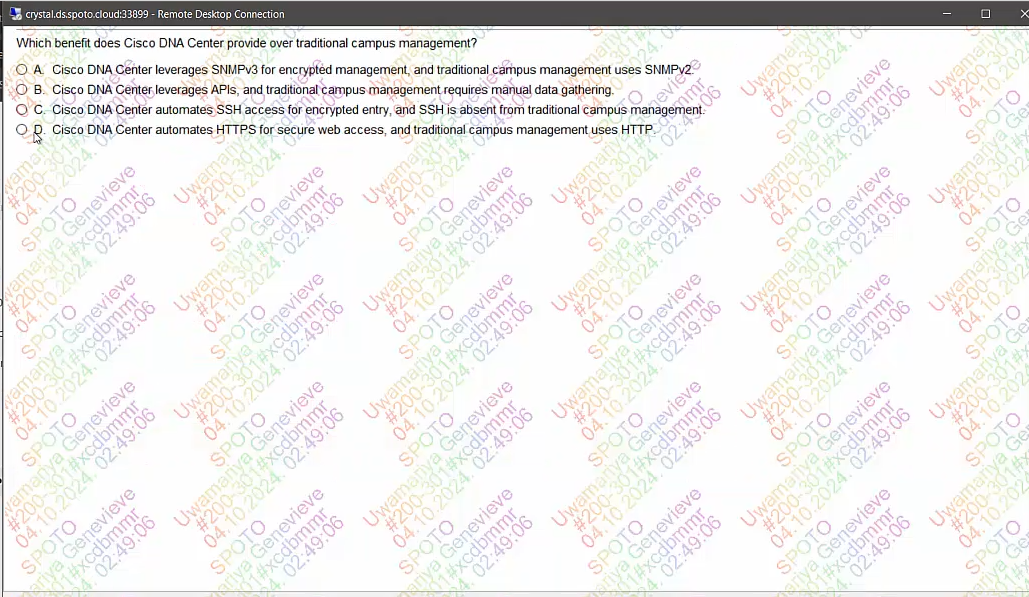 crystal.ds.spoto.cloud:33899 - Remote Desktop Connection
Which benefit does Cisco DNA Center provide over traditional campus management?
A. Cisco DNA Center leverages SNMPv3 for encrypted management, and traditional campus management uses SNMPv2.
B. Cisco DNA Center leverages APIs, and traditional campus management requires manual data gathering.
C. Cisco DNA Center automates SSH access for encrypted entry, and SSH is absent from traditional campus management.
D. Cisco DNA Center automates HTTPS for secure web access, and traditional campus management uses HTTP.
SPOTO
Uwamanya Genevieve
#200-301#xcdbmmr
04.10.2024. 02:49:06